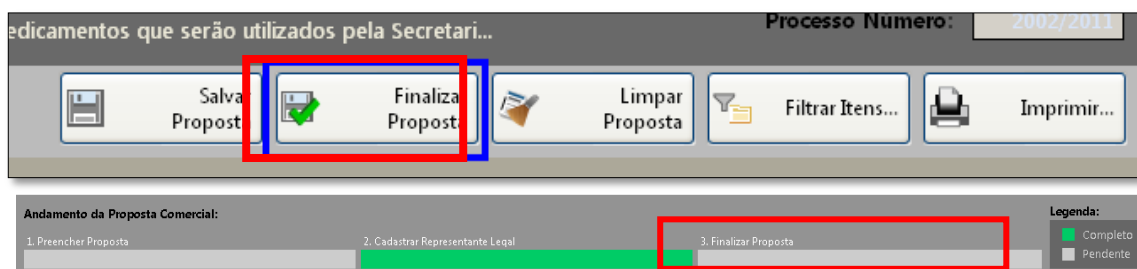 edicamentos que serão utilizados pela Secretari...
Processo Número: 2002/2011
Salva
Propost
Finaliza
Proposta
Limpar
Proposta
Filtrar Itens...
Imprimir...
Andamento da Proposta Comercial:
Legenda:
1. Preencher Proposta
2. Cadastrar Representante Legal
3. Finalizar Proposta
Completo
Pendente